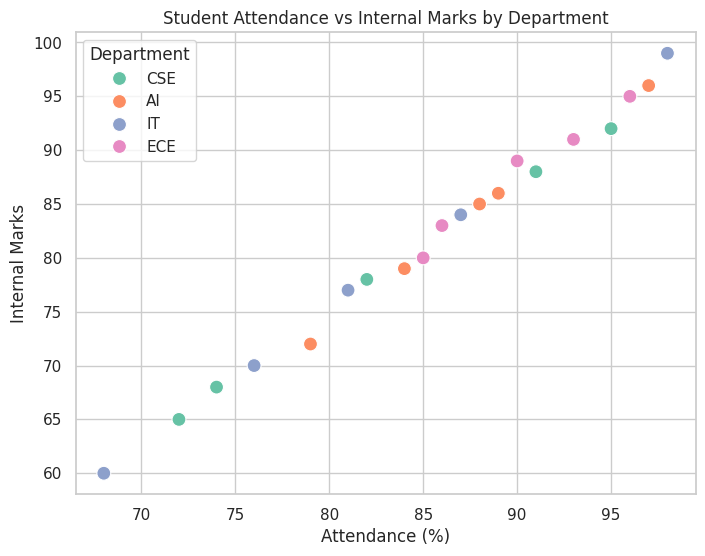 Student Attendance vs Internal Marks by Department
Department
CSE
AI
IT
ECE
Internal Marks
100
95
90
85
80
75
70
65
60
70 75 80 85 90 95
Attendance (%)